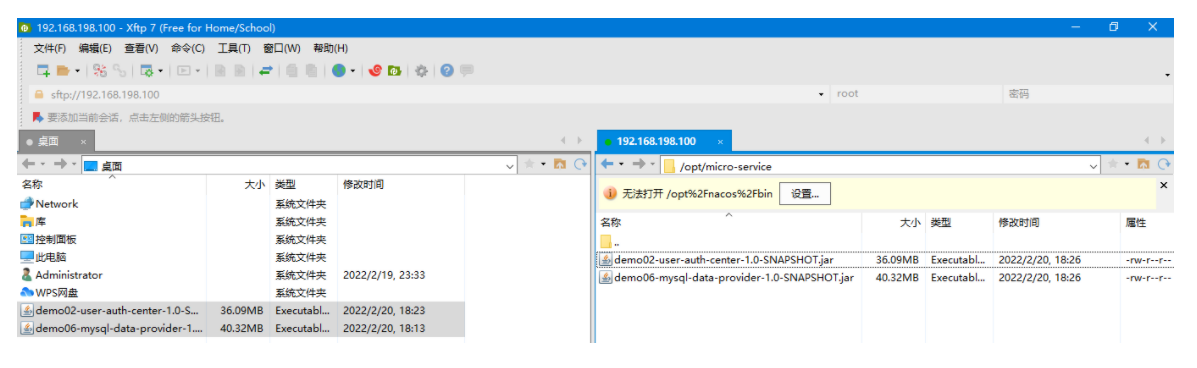 192.168.198.100 - Xftp 7 (Free for Home/School)
文件(F) 编辑(E) 查看(V) 命令(C) 工具(T) 窗口(W) 帮助(H)
sftp://192.168.198.100 root 密码
要添加当前会话，点击左侧的箭头按钮。
桌面 × 192.168.198.100 ×
桌面
名称 大小 类型 修改时间
Network 系统文件夹
库 系统文件夹
控制面板 系统文件夹
此电脑 系统文件夹
Administrator 系统文件夹 2022/2/19, 23:33
WPS网盘 系统文件夹
demo02-user-auth-center-1.0-S... 36.09MB Executabl... 2022/2/20, 18:23
demo06-mysql-data-provider-1.... 40.32MB Executabl... 2022/2/20, 18:13
/opt/micro-service
无法打开 /opt%2Fnacos%2Fbin 设置... ×
名称 大小 类型 修改时间 属性
..
demo02-user-auth-center-1.0-SNAPSHOT.jar 36.09MB Executabl... 2022/2/20, 18:26 -rw-r--r--
demo06-mysql-data-provider-1.0-SNAPSHOT.jar 40.32MB Executabl... 2022/2/20, 18:26 -rw-r--r--